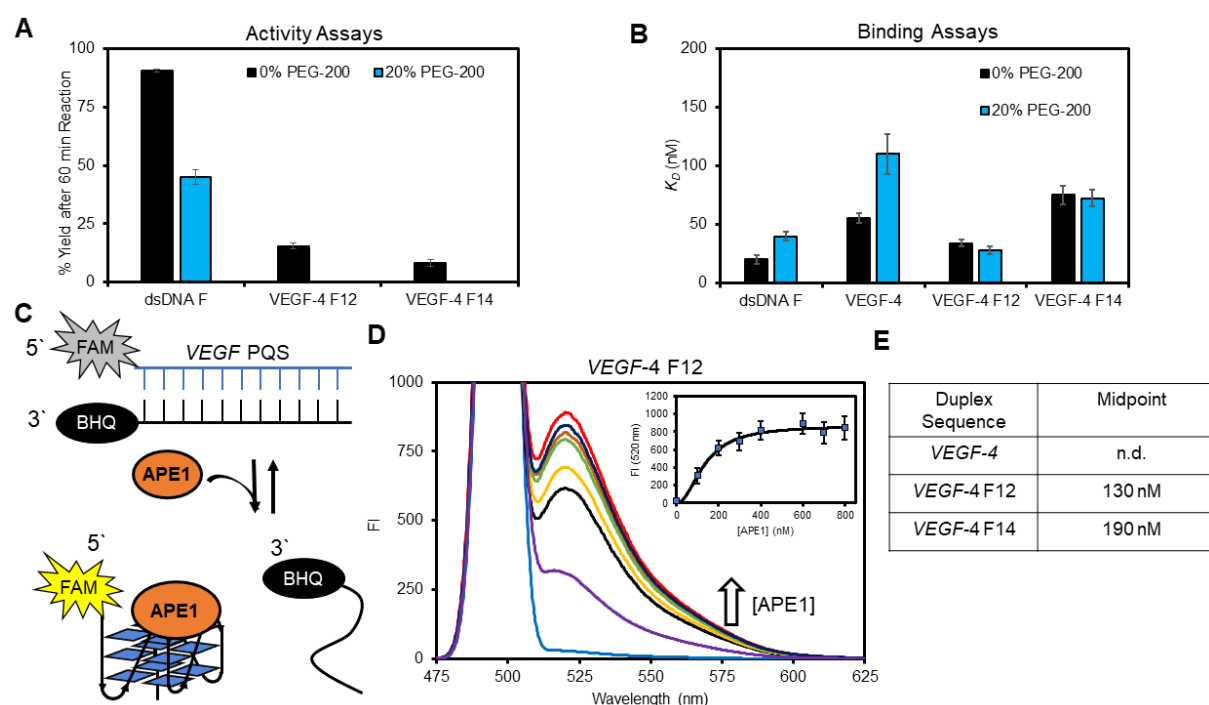 A
Activity Assays
0% PEG-200
20% PEG-200
% Yield after 60 min Reaction
100
75
50
25
0
dsDNA F
VEGF-4 F12
VEGF-4 F14
B
Binding Assays
0% PEG-200
20% PEG-200
K_D (nM)
200
150
100
50
0
dsDNA F
VEGF-4
VEGF-4 F12
VEGF-4 F14
C
5`
FAM
VEGF PQS
3`
BHQ
APE1
5`
3`
FAM
APE1
BHQ
D
VEGF-4 F12
FI
1000
750
500
250
0
475
500
525
550
575
600
625
Wavelength (nm)
[APE1]
FI (520nm)
1200
1000
800
600
400
200
0
0
200
400
600
800
[APE1] (nM)
E
Duplex Sequence
Midpoint
VEGF-4
n.d.
VEGF-4 F12
130 nM
VEGF-4 F14
190 nM